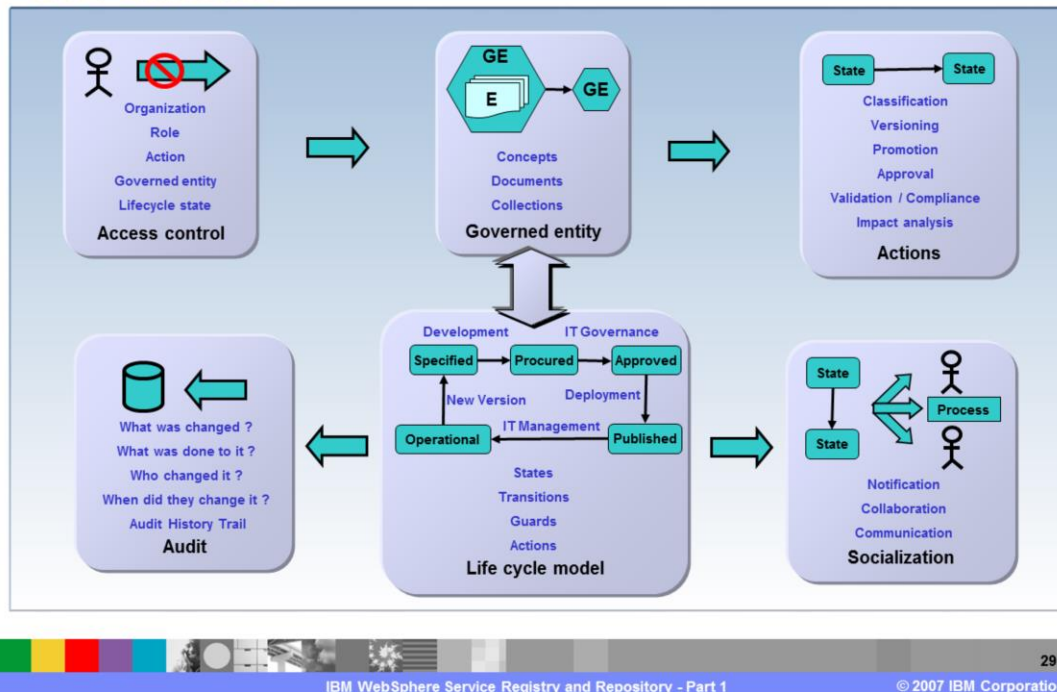 Organization
Role
Action
Governed entity
Lifecycle state
Access control
GE
E
GE
Concepts
Documents
Collections
Governed entity
State
State
Classification
Versioning
Promotion
Approval
Validation / Compliance
Impact analysis
Actions
What was changed ?
What was done to it ?
Who changed it ?
When did they change it ?
Audit History Trail
Audit
Development
IT Governance
Specified
Procured
Approved
New Version
Deployment
Operational
IT Management
Published
States
Transitions
Guards
Actions
Life cycle model
State
Process
State
Notification
Collaboration
Communication
Socialization
29
IBM WebSphere Service Registry and Repository - Part 1
© 2007 IBM Corporatio